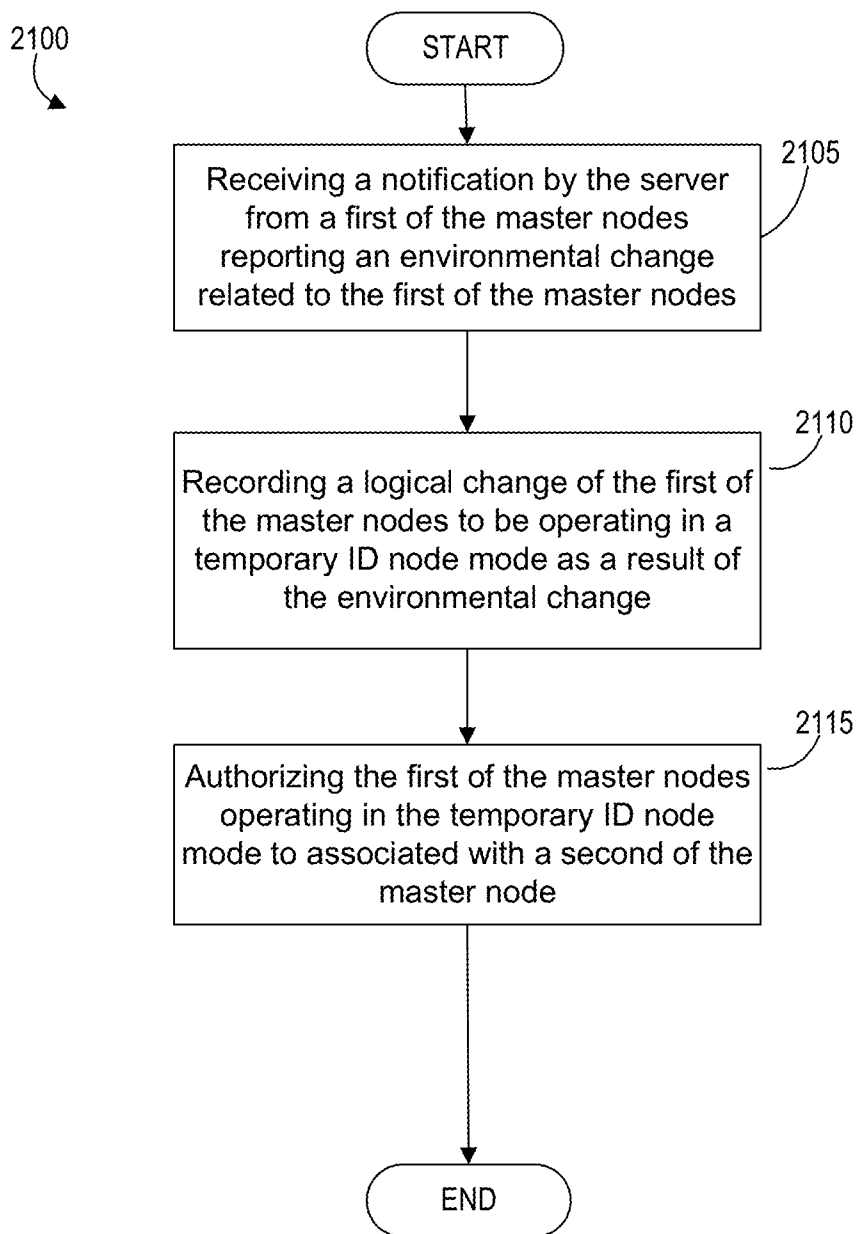 2100
START
2105
Receiving a notification by the server
from a first of the master nodes
reporting an environmental change
related to the first of the master nodes
2110
Recording a logical change of the first of
the master nodes to be operating in a
temporary ID node mode as a result of
the environmental change
2115
Authorizing the first of the master nodes
operating in the temporary ID node
mode to associated with a second of the
master node
END